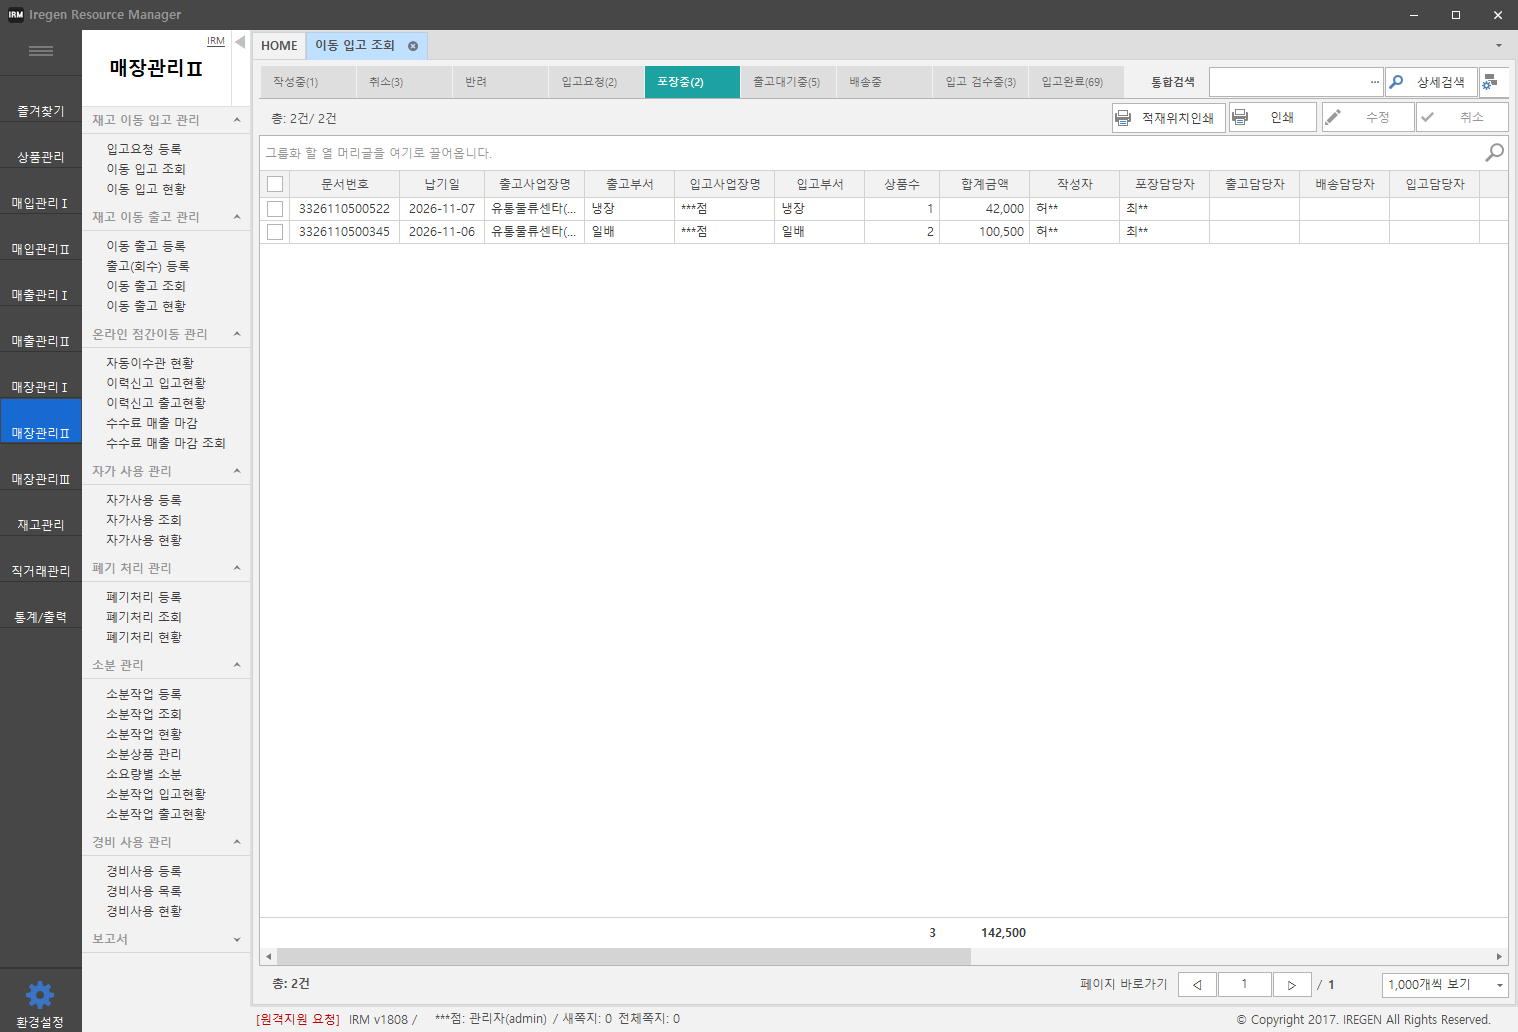 IRM Iregen Resource Manager
즐겨찾기
상품관리
매입관리Ⅰ
매입관리Ⅱ
매출관리Ⅰ
매출관리Ⅱ
매장관리Ⅰ
매장관리Ⅱ
매장관리Ⅲ
재고관리
직거래관리
통계/출력
환경설정
IRM
매장관리Ⅱ
재고 이동 입고 관리
입고요청 등록
이동 입고 조회
이동 입고 현황
재고 이동 출고 관리
이동 출고 등록
출고(회수) 등록
이동 출고 조회
이동 출고 현황
온라인 점간이동 관리
자동이수관 현황
이력신고 입고현황
이력신고 출고현황
수수료 매출 마감
수수료 매출 마감 조회
자가 사용 관리
자가사용 등록
자가사용 조회
자가사용 현황
폐기 처리 관리
폐기처리 등록
폐기처리 조회
폐기처리 현황
소분 관리
소분작업 등록
소분작업 조회
소분작업 현황
소분상품 관리
소요량별 소분
소분작업 입고현황
소분작업 출고현황
경비 사용 관리
경비사용 등록
경비사용 목록
경비사용 현황
보고서
HOME 이동 입고 조회
작성중(1) 취소(3) 반려 입고요청(2) 포장중(2) 출고대기중(5) 배송중 입고 검수중(3) 입고완료(69) 통합검색 ... 상세검색
총: 2건/ 2건 적재위치인쇄 인쇄 수정 취소
그룹화 할 열 머리글을 여기로 끌어옵니다.
문서번호 납기일 출고사업장명 출고부서 입고사업장명 입고부서 상품수 합계금액 작성자 포장담당자 출고담당자 배송담당자 입고담당자
3326110500522 2026-11-07 유통물류센타(... 냉장 ***점 냉장 1 42,000 허** 최**
3326110500345 2026-11-06 유통물류센타(... 일배 ***점 일배 2 100,500 허** 최**
3 142,500
총: 2건 페이지 바로가기 1 / 1 1,000개씩 보기
[원격지원 요청] IRM v1808 / ***점: 관리자(admin) / 새쪽지: 0 전체쪽지: 0 © Copyright 2017. IREGEN All Rights Reserved.